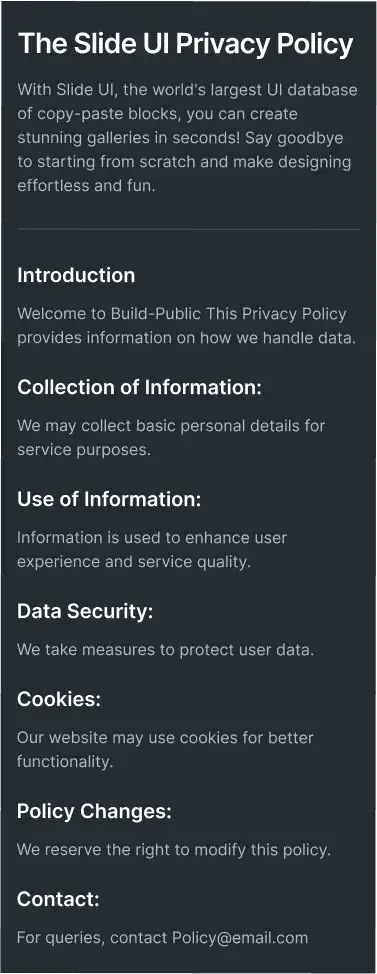 The Slide UI Privacy Policy
With Slide UI, the world's largest UI database
of copy-paste blocks, you can create
stunning galleries in seconds! Say goodbye
to starting from scratch and make designing
effortless and fun.
Introduction
Welcome to Build-Public This Privacy Policy
provides information on how we handle data.
Collection of Information:
We may collect basic personal details for
service purposes.
Use of Information:
Information is used to enhance user
experience and service quality.
Data Security:
We take measures to protect user data.
Cookies:
Our website may use cookies for better
functionality.
Policy Changes:
We reserve the right to modify this policy.
Contact:
For queries, contact Policy@email.com